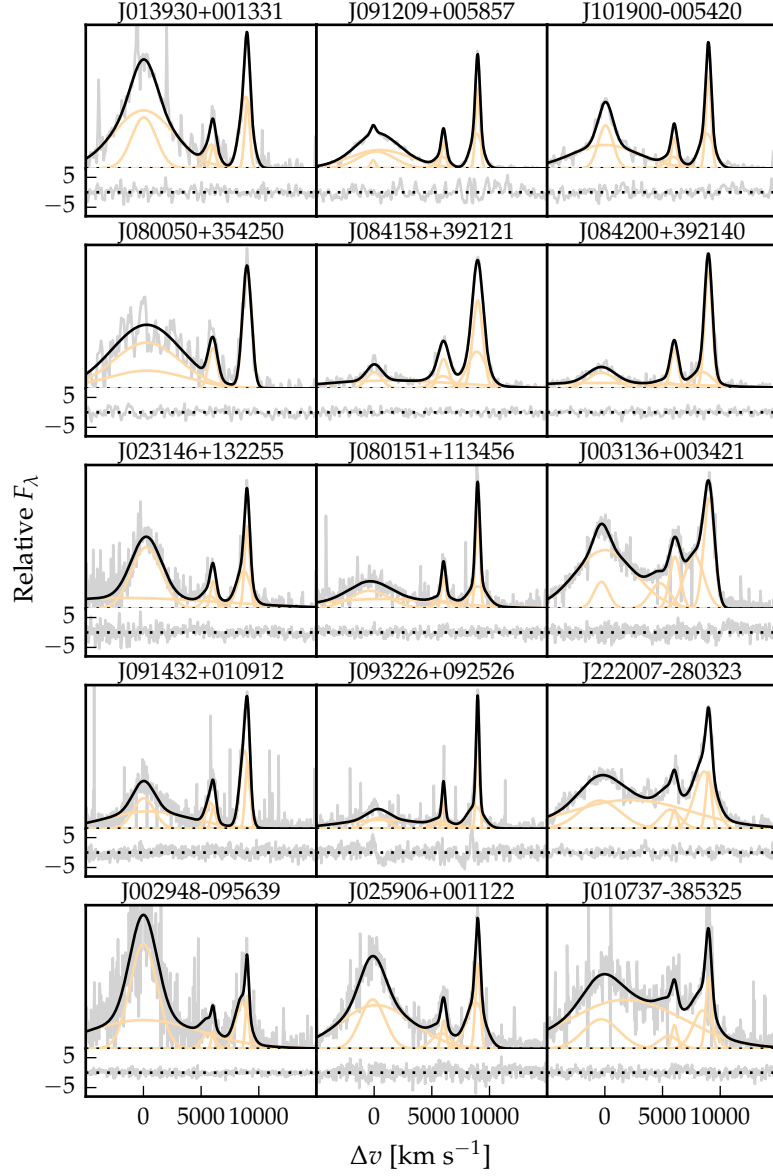 J013930+001331 J091209+005857 J101900-005420
5
−5
J080050+354250 J084158+392121 J084200+392140
5
−5
J023146+132255 J080151+113456 J003136+003421
5
−5
J091432+010912 J093226+092526 J222007-280323
5
−5
J002948-095639 J025906+001122 J010737-385325
5
−5
0 5000 10000 0 5000 10000 0 5000 10000
Δv [km s⁻¹]
Relative F_λ